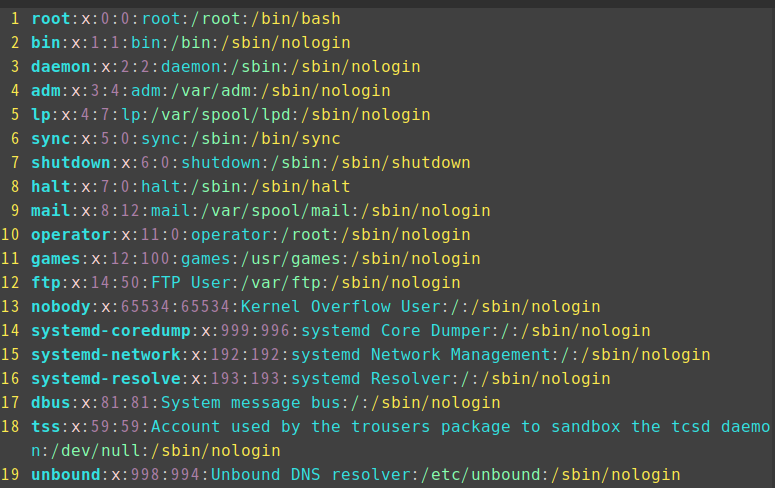 1 root:x:0:0:root:/root:/bin/bash
2 bin:x:1:1:bin:/bin:/sbin/nologin
3 daemon:x:2:2:daemon:/sbin:/sbin/nologin
4 adm:x:3:4:adm:/var/adm:/sbin/nologin
5 lp:x:4:7:lp:/var/spool/lpd:/sbin/nologin
6 sync:x:5:0:sync:/sbin:/bin/sync
7 shutdown:x:6:0:shutdown:/sbin:/sbin/shutdown
8 halt:x:7:0:halt:/sbin:/sbin/halt
9 mail:x:8:12:mail:/var/spool/mail:/sbin/nologin
10 operator:x:11:0:operator:/root:/sbin/nologin
11 games:x:12:100:games:/usr/games:/sbin/nologin
12 ftp:x:14:50:FTP User:/var/ftp:/sbin/nologin
13 nobody:x:65534:65534:Kernel Overflow User:/:/sbin/nologin
14 systemd-coredump:x:999:996:systemd Core Dumper:/:/sbin/nologin
15 systemd-network:x:192:192:systemd Network Management:/:/sbin/nologin
16 systemd-resolve:x:193:193:systemd Resolver:/:/sbin/nologin
17 dbus:x:81:81:System message bus:/:/sbin/nologin
18 tss:x:59:59:Account used by the trousers package to sandbox the tcsd daemo
n:/dev/null:/sbin/nologin
19 unbound:x:998:994:Unbound DNS resolver:/etc/unbound:/sbin/nologin